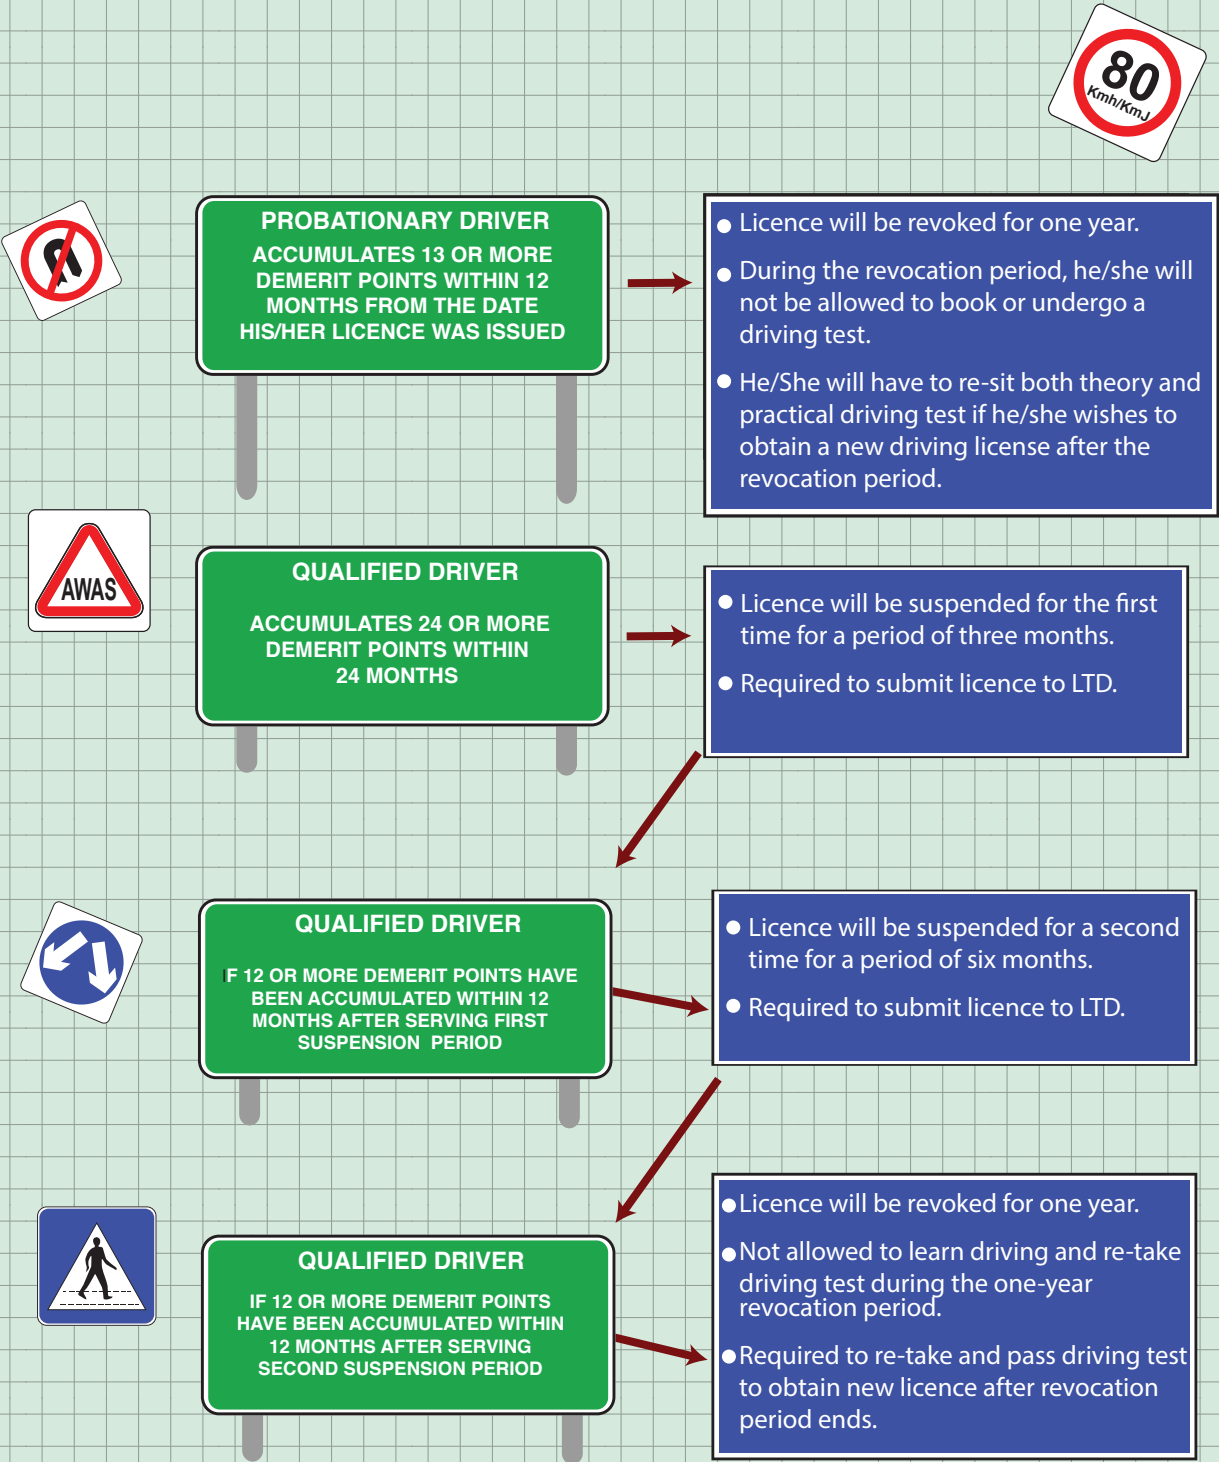 80
Kmh/KmJ
PROBATIONARY DRIVER
ACCUMULATES 13 OR MORE
DEMERIT POINTS WITHIN 12
MONTHS FROM THE DATE
HIS/HER LICENCE WAS ISSUED
Licence will be revoked for one year.
During the revocation period, he/she will
not be allowed to book or undergo a
driving test.
He/She will have to re-sit both theory and
practical driving test if he/she wishes to
obtain a new driving license after the
revocation period.
AWAS
QUALIFIED DRIVER
ACCUMULATES 24 OR MORE
DEMERIT POINTS WITHIN
24 MONTHS
Licence will be suspended for the first
time for a period of three months.
Required to submit licence to LTD.
QUALIFIED DRIVER
IF 12 OR MORE DEMERIT POINTS HAVE
BEEN ACCUMULATED WITHIN 12
MONTHS AFTER SERVING FIRST
SUSPENSION PERIOD
Licence will be suspended for a second
time for a period of six months.
Required to submit licence to LTD.
QUALIFIED DRIVER
IF 12 OR MORE DEMERIT POINTS
HAVE BEEN ACCUMULATED WITHIN
12 MONTHS AFTER SERVING
SECOND SUSPENSION PERIOD
Licence will be revoked for one year.
Not allowed to learn driving and re-take
driving test during the one-year
revocation period.
Required to re-take and pass driving test
to obtain new licence after revocation
period ends.